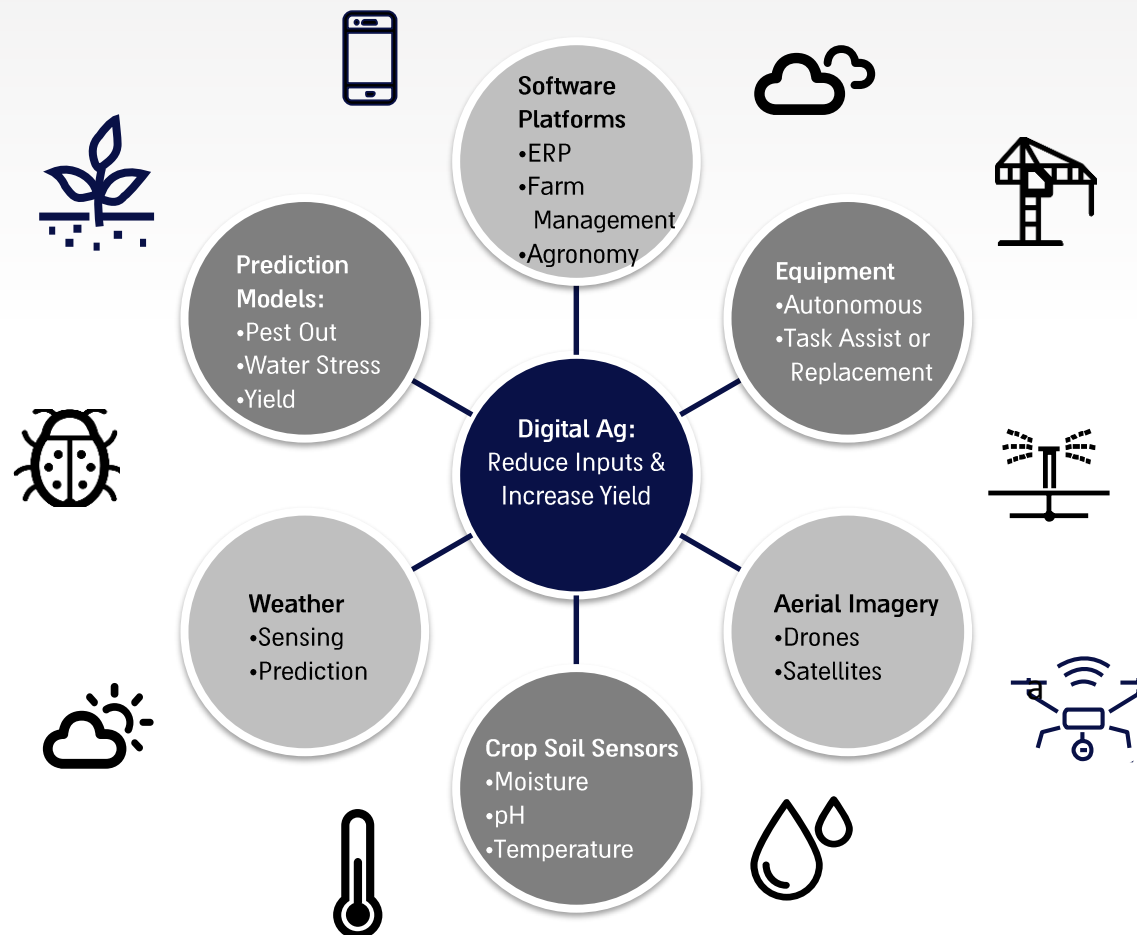 Software
Platforms
•ERP
•Farm
Management
•Agronomy
Prediction
Models:
•Pest Out
•Water Stress
•Yield
Equipment
•Autonomous
•Task Assist or
Replacement
Digital Ag:
Reduce Inputs &
Increase Yield
Weather
•Sensing
•Prediction
Aerial Imagery
•Drones
•Satellites
Crop Soil Sensors
•Moisture
•pH
•Temperature